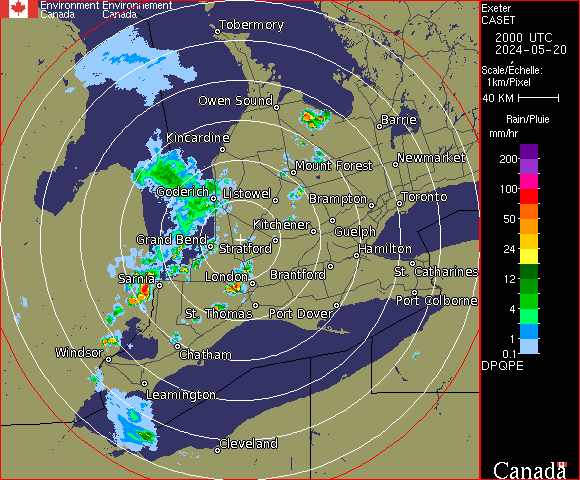 Environment Environnement
Canada Canada
Exeter
CASET
2000 UTC
2024-05-20
Scale/Échelle:
1km/Pixel
40 KM
Rain/Pluie
mm/hr
200
100
50
24
12
4
1
0.1
DPQPE
Tobermory
Owen Sound
Barrie
Kincardine
Newmarket
Mount Forest
Goderich
Listowel
Brampton
Toronto
Kitchener
Guelph
Grand Bend
Stratford
Hamilton
Sarnia
London
Brantford
St. Catharines
St. Thomas
Port Dover
Port Colborne
Windsor
Chatham
Leamington
Cleveland
Canada